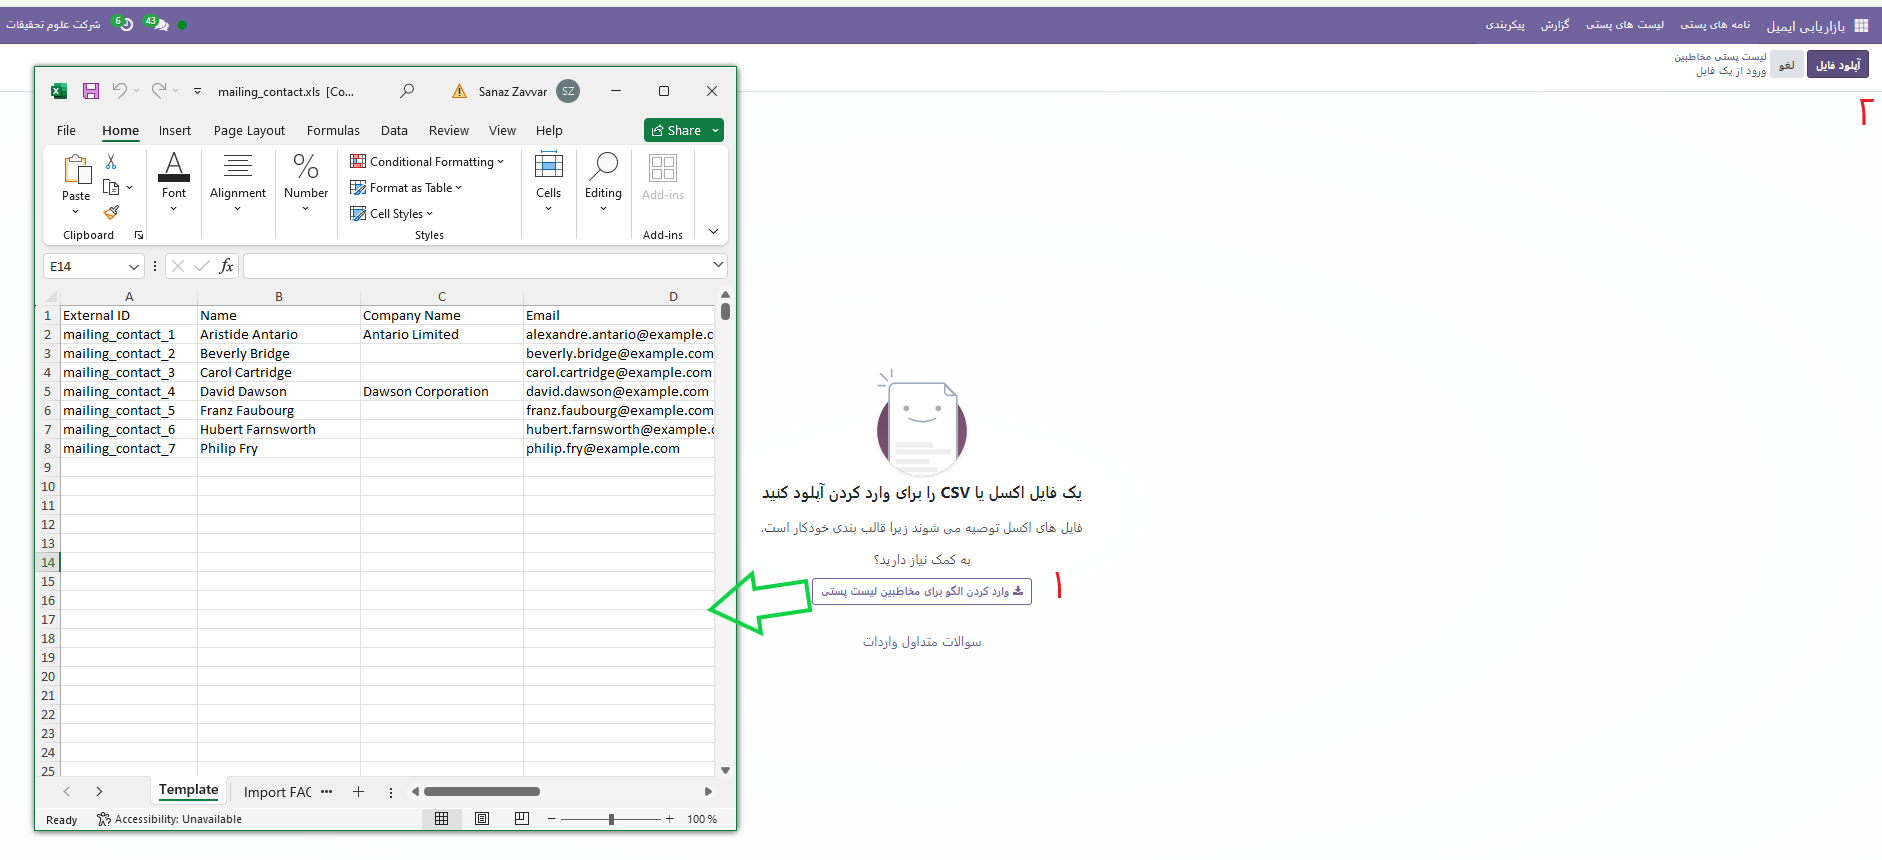 بازاریابی ایمیل نامه های پستی لیست های پستی گزارش پیکربندی 43 6 شرکت علوم تحقیقات
آپلود فایل لغو لیست پستی مخاطبین
ورود از یک فایل
۲
mailing_contact.xls [Co... Sanaz Zavvar SZ
File Home Insert Page Layout Formulas Data Review View Help Share
Paste Font Alignment Number Conditional Formatting Format as Table Cell Styles Cells Editing Add-ins
Clipboard Styles Add-ins
E14 fx
A B C D
1 External ID Name Company Name Email
2 mailing_contact_1 Aristide Antario Antario Limited alexandre.antario@example.c
3 mailing_contact_2 Beverly Bridge beverly.bridge@example.com
4 mailing_contact_3 Carol Cartridge carol.cartridge@example.com
5 mailing_contact_4 David Dawson Dawson Corporation david.dawson@example.com
6 mailing_contact_5 Franz Faubourg franz.faubourg@example.com
7 mailing_contact_6 Hubert Farnsworth hubert.farnsworth@example.c
8 mailing_contact_7 Philip Fry philip.fry@example.com
9
10
11
12
13
14
15
16
17
18
19
20
21
22
23
24
25
Template Import FAQ ...
Ready Accessibility: Unavailable 100 %
یک فایل اکسل یا CSV را برای وارد کردن آپلود کنید
فایل های اکسل توصیه می شوند زیرا قالب بندی خودکار است.
به کمک نیاز دارید؟
وارد کردن الگو برای مخاطبین لیست پستی
۱
سوالات متداول واردات